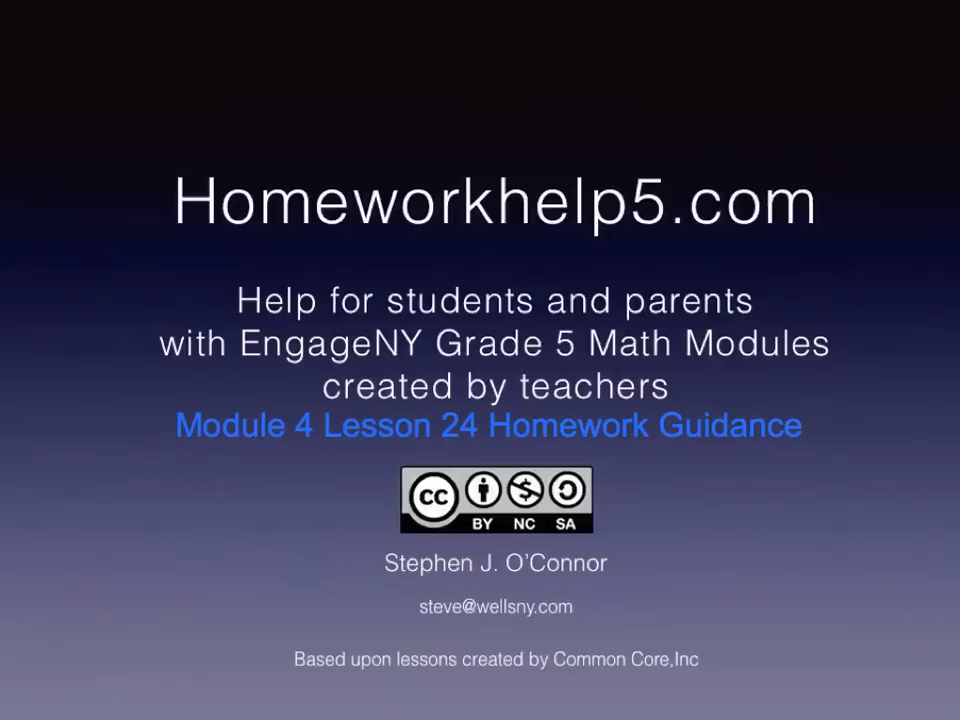 Homeworkhelp5.com
Help for students and parents
with EngageNY Grade 5 Math Modules
created by teachers
Module 4 Lesson 24 Homework Guidance
cc
BY NC SA
Stephen J. O'Connor
steve@wellsny.com
Based upon lessons created by Common Core,Inc